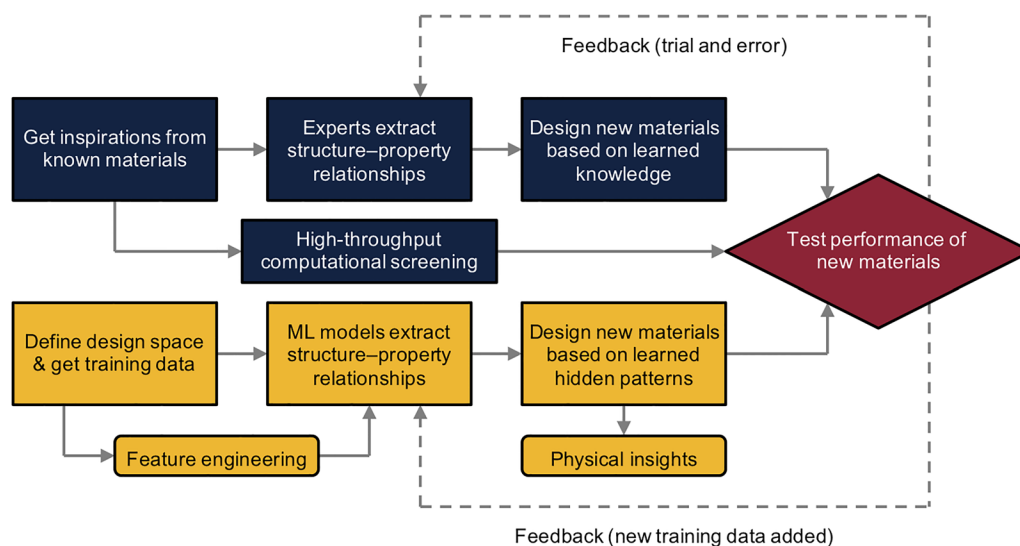 Feedback (trial and error)
Get inspirations from
known materials
Experts extract
structure–property
relationships
Design new materials
based on learned
knowledge
High-throughput
computational screening
Test performance of
new materials
Define design space
& get training data
ML models extract
structure–property
relationships
Design new materials
based on learned
hidden patterns
Feature engineering
Physical insights
Feedback (new training data added)